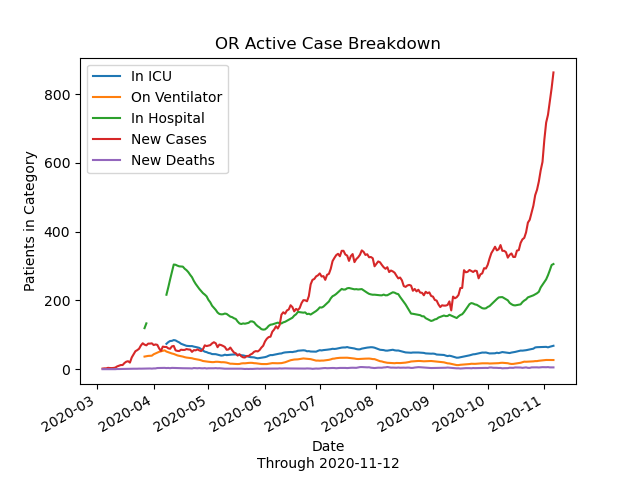 OR Active Case Breakdown
In ICU
On Ventilator
In Hospital
New Cases
New Deaths
Patients in Category
800
600
400
200
0
2020-03
2020-04
2020-05
2020-06
2020-07
2020-08
2020-09
2020-10
2020-11
Date
Through 2020-11-12